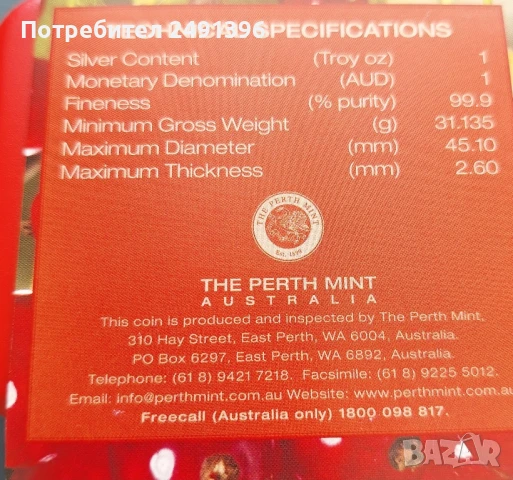 Потребител 2491396
TECHNICAL SPECIFICATIONS
Silver Content (Troy oz) 1
Monetary Denomination (AUD) 1
Fineness (% purity) 99.9
Minimum Gross Weight (g) 31.135
Maximum Diameter (mm) 45.10
Maximum Thickness (mm) 2.60
THE PERTH MINT
Est. 1899
THE PERTH MINT
AUSTRALIA
This coin is produced and inspected by The Perth Mint,
310 Hay Street, East Perth, WA 6004, Australia.
PO Box 6297, East Perth, WA 6892, Australia.
Telephone: (61 8) 9421 7218. Facsimile: (61 8) 9225 5012.
Email: info@perthmint.com.au Website: www.perthmint.com.au
Freecall (Australia only) 1800 098 817.
BAZAR